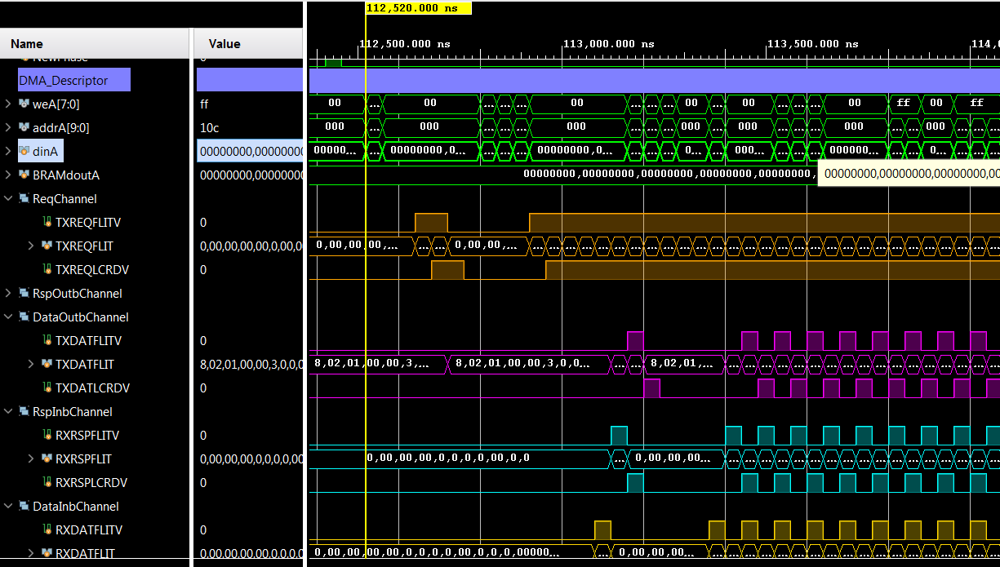 112,520.000 ns
Name Value 112,500.000 ns 113,000.000 ns 113,500.000 ns 114,0
NewPhase 0
DMA_Descriptor
weA[7:0] ff 00 ... 00 ... ... ... 00 ... ... ... 00 ... 00 ... ... ... 00 ff 00 ff
addrA[9:0] 10c 000 ... 000 ... ... ... 000 ... ... ... 000 ... 000 ... ... ... 000 ... ... 000 ... ...
dinA 00000000,00000000 00000... ... 00000000,0... ... ... ... 00000000,0... ... ... ... 0... ... 000... ... ... ... 000000... ... ... 0... ... ...
BRAMdoutA 00000000,00000000 00000000,00000000,00000000,00000000,00000000, 00000000,00000000,00000000,00
ReqChannel
TXREQFLITV 0
TXREQFLIT 0,00,00,00,00,0,00,0 0,00,00,00,... ... ... 0,00,00,... ... ... ... ... ... ... ... ... ... ... ... ... ... ... ... ... ... ... ... ... ... ... ... ... ... ... ...
TXREQLCRDV 0
RspOutbChannel
DataOutbChannel
TXDATFLITV 0
TXDATFLIT 8,02,01,00,00,3,0,0,0 8,02,01,00,00,3,... 8,02,01,00,00,3,0,0... ... ... 8,02,01,... ... ... ... ... ... ... ... ... ... ... ... ... ... ... ... ... ...
TXDATLCRDV 0
RspInbChannel
RXRSPFLITV 0
RXRSPFLIT 0,00,00,00,0,0,0,0,00 0,00,00,00,0,0,0,0,00,0,0 ... 0,00,00,00... ... ... ... ... ... ... ... ... ... ... ... ... ... ... ... ... ...
RXRSPLCRDV 0
DataInbChannel
RXDATFLITV 0
RXDATFLIT 0,00,00,00,00,0,0,0,0 0,00,00,00,00,0,0,0,0,00,0,0,0,00000... ... 0,00,00,00... ... ... ... ... ... ... ... ... ... ... ... ... ... ... ... ... ... ...